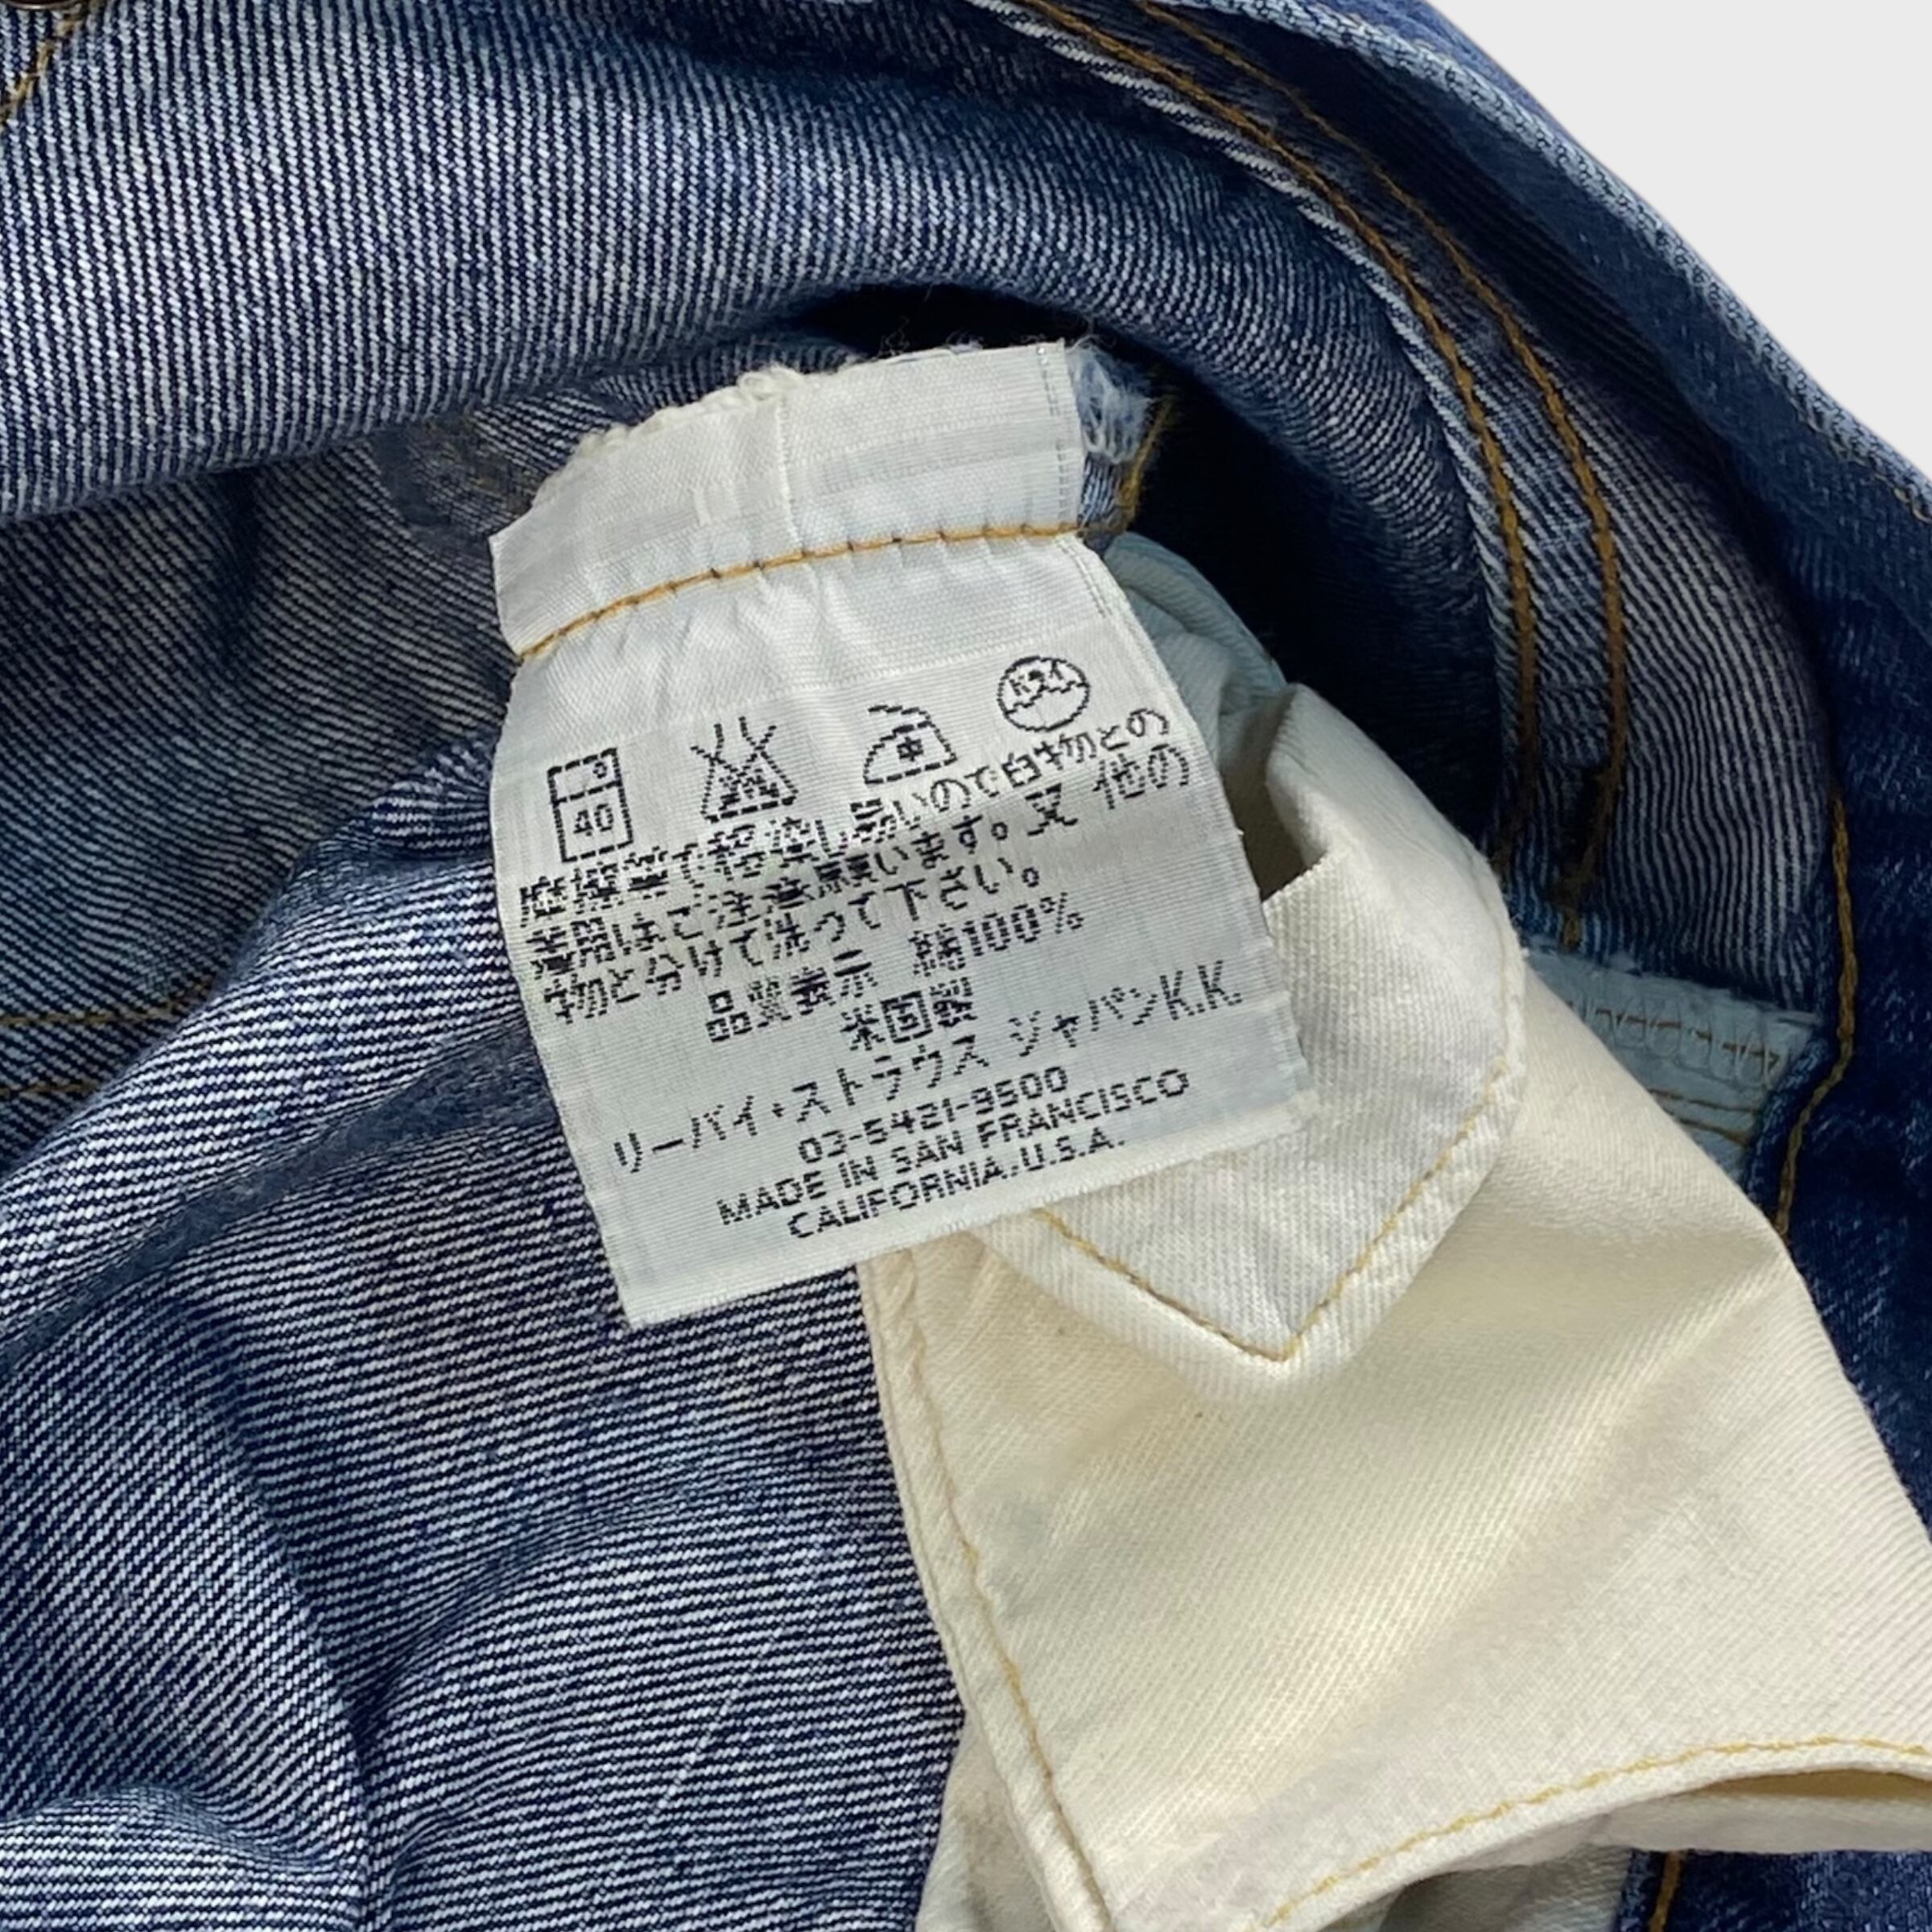 40
ドライ
摩擦等で色落ちし易いので白物との
着用はご注意願います。又 他の
物と分けて洗って下さい。
品質表示 綿100%
米国製
リーバイ・ストラウス ジャパンK.K.
03-5421-9500
MADE IN SAN FRANCISCO
CALIFORNIA, U.S.A.